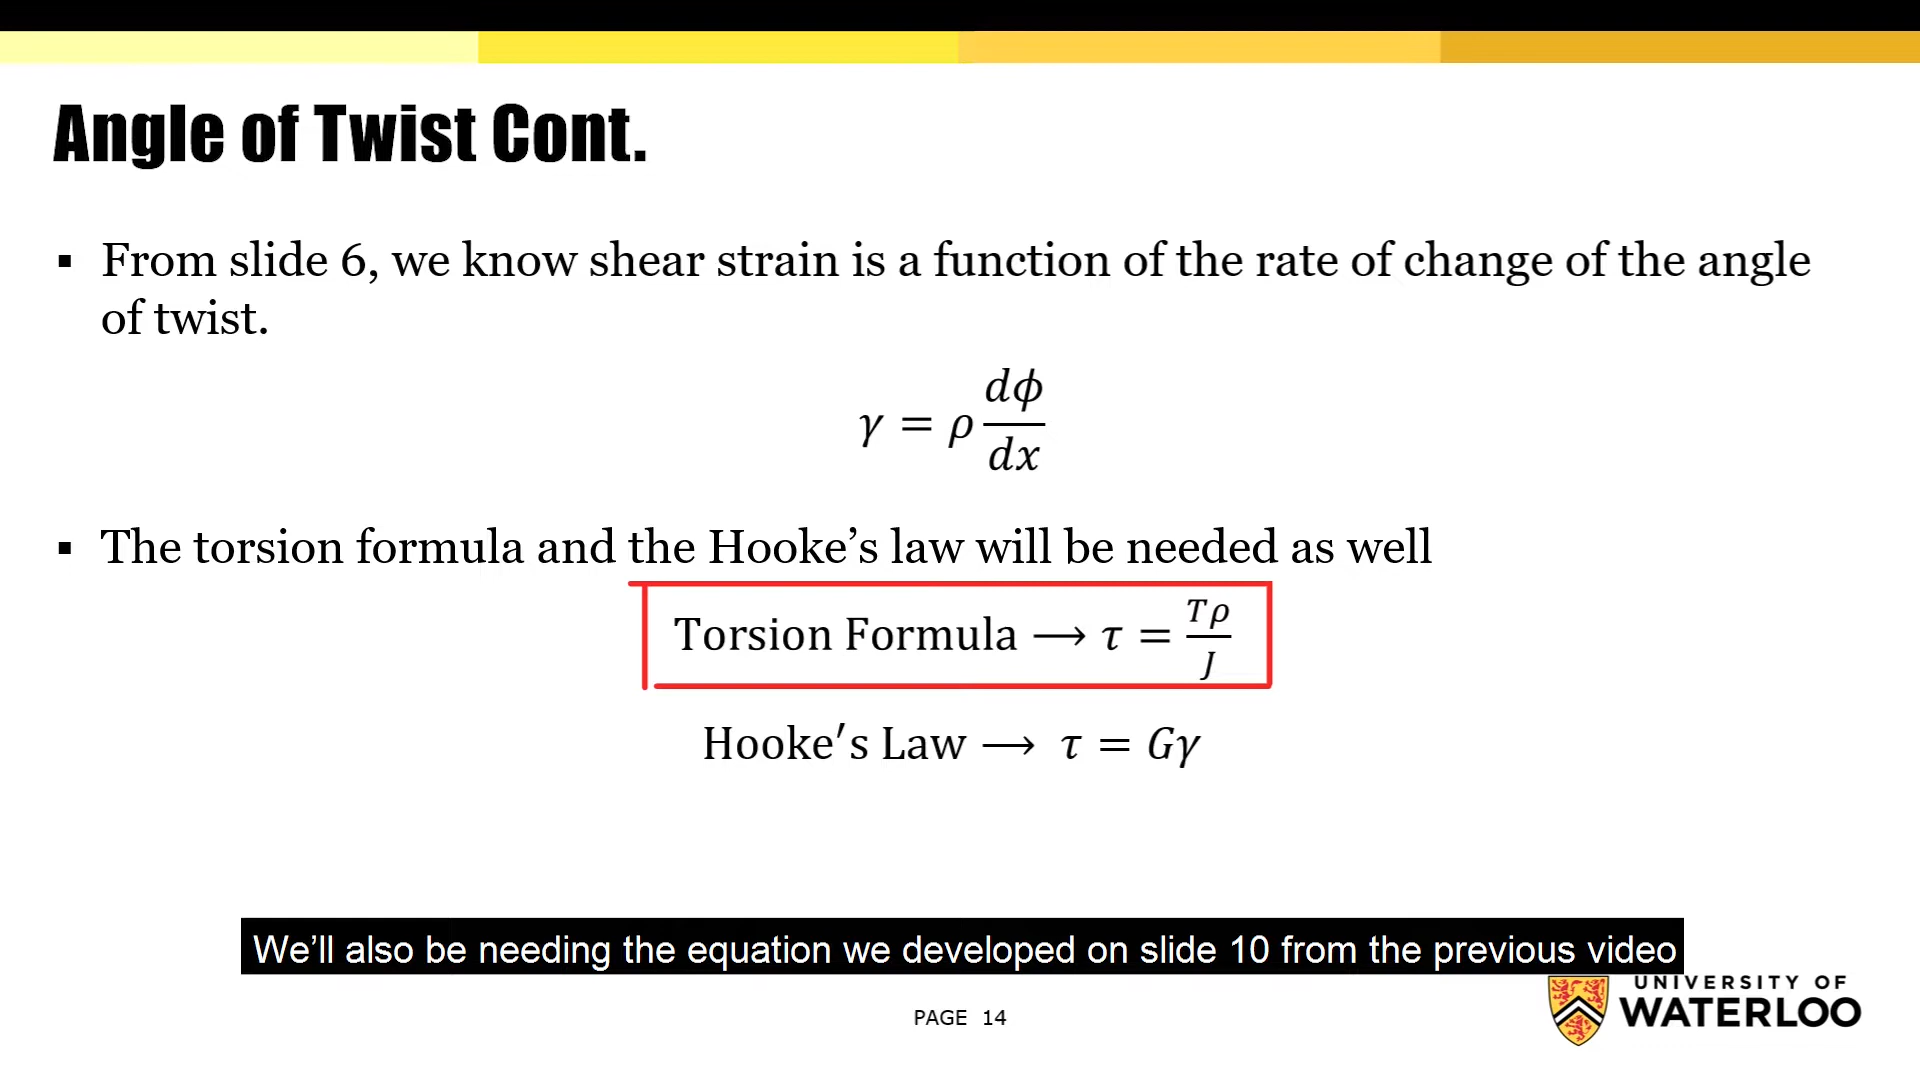 Angle of Twist Cont.
▪ From slide 6, we know shear strain is a function of the rate of change of the angle
of twist.
γ = ρ dϕ/dx
▪ The torsion formula and the Hooke’s law will be needed as well
Torsion Formula ⟶ τ = Tρ/J
Hooke′s Law ⟶ τ = Gγ
We’ll also be needing the equation we developed on slide 10 from the previous video
PAGE 14
UNIVERSITY OF
WATERLOO